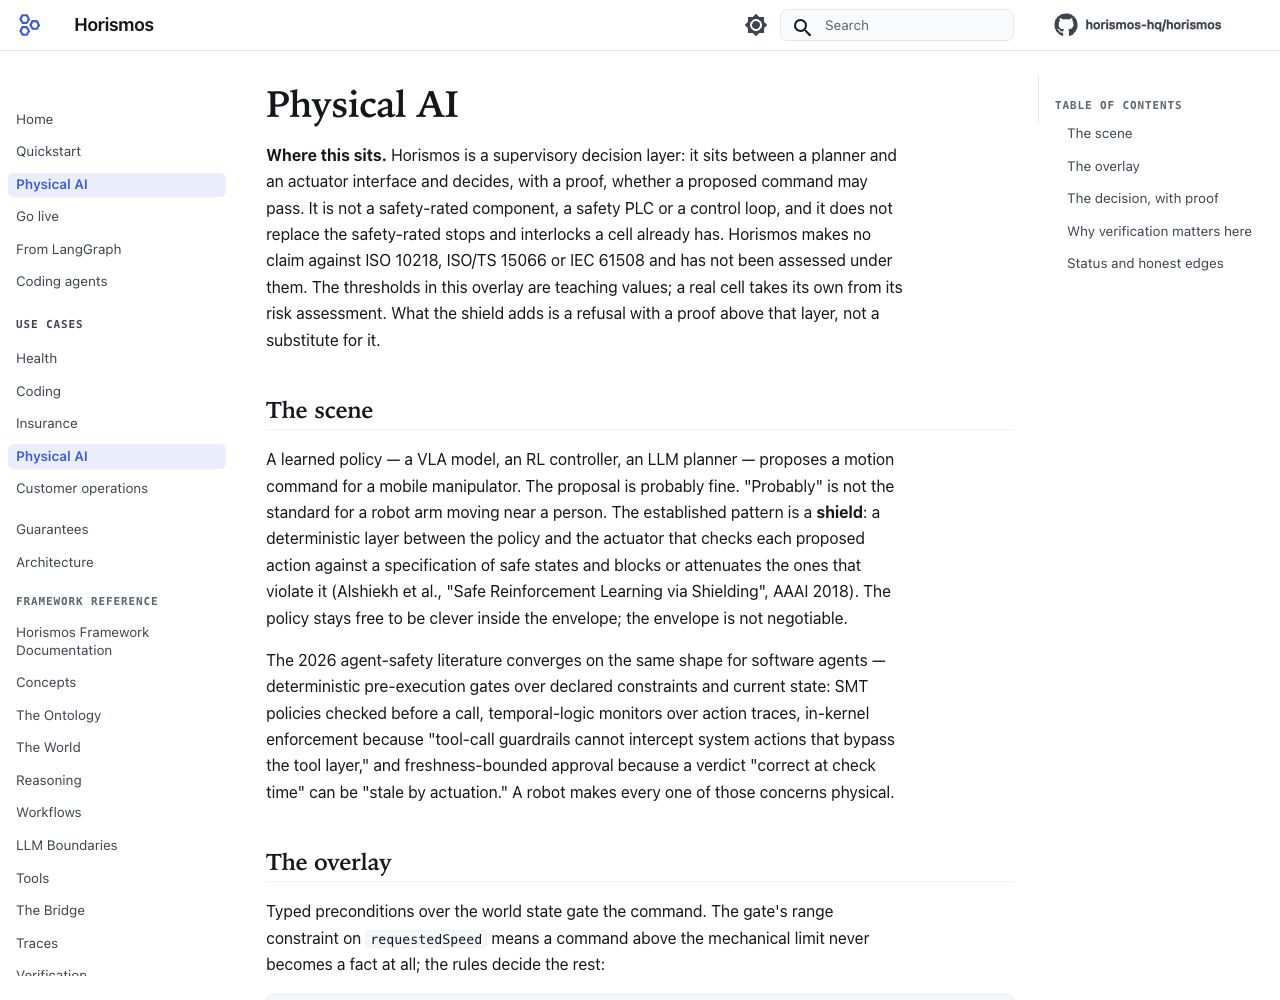 Horismos
Search
horismos-hq/horismos
Home
Quickstart
Physical AI
Go live
From LangGraph
Coding agents
USE CASES
Health
Coding
Insurance
Physical AI
Customer operations
Guarantees
Architecture
FRAMEWORK REFERENCE
Horismos Framework
Documentation
Concepts
The Ontology
The World
Reasoning
Workflows
LLM Boundaries
Tools
The Bridge
Traces
Verification
Physical AI
Where this sits. Horismos is a supervisory decision layer: it sits between a planner and
an actuator interface and decides, with a proof, whether a proposed command may
pass. It is not a safety-rated component, a safety PLC or a control loop, and it does not
replace the safety-rated stops and interlocks a cell already has. Horismos makes no
claim against ISO 10218, ISO/TS 15066 or IEC 61508 and has not been assessed under
them. The thresholds in this overlay are teaching values; a real cell takes its own from its
risk assessment. What the shield adds is a refusal with a proof above that layer, not a
substitute for it.
The scene
A learned policy — a VLA model, an RL controller, an LLM planner — proposes a motion
command for a mobile manipulator. The proposal is probably fine. "Probably" is not the
standard for a robot arm moving near a person. The established pattern is a shield: a
deterministic layer between the policy and the actuator that checks each proposed
action against a specification of safe states and blocks or attenuates the ones that
violate it (Alshiekh et al., "Safe Reinforcement Learning via Shielding", AAAI 2018). The
policy stays free to be clever inside the envelope; the envelope is not negotiable.
The 2026 agent-safety literature converges on the same shape for software agents —
deterministic pre-execution gates over declared constraints and current state: SMT
policies checked before a call, temporal-logic monitors over action traces, in-kernel
enforcement because "tool-call guardrails cannot intercept system actions that bypass
the tool layer," and freshness-bounded approval because a verdict "correct at check
time" can be "stale by actuation." A robot makes every one of those concerns physical.
The overlay
Typed preconditions over the world state gate the command. The gate's range
constraint on requestedSpeed means a command above the mechanical limit never
becomes a fact at all; the rules decide the rest:
TABLE OF CONTENTS
The scene
The overlay
The decision, with proof
Why verification matters here
Status and honest edges